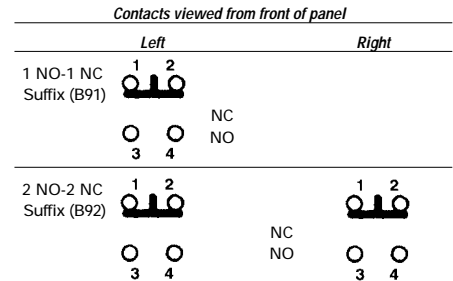 Contacts viewed from front of panel
Left Right
1 NO-1 NC
Suffix (B91)
1 2
NC
NO
3 4
2 NO-2 NC
Suffix (B92)
1 2 1 2
NC
NO
3 4 3 4